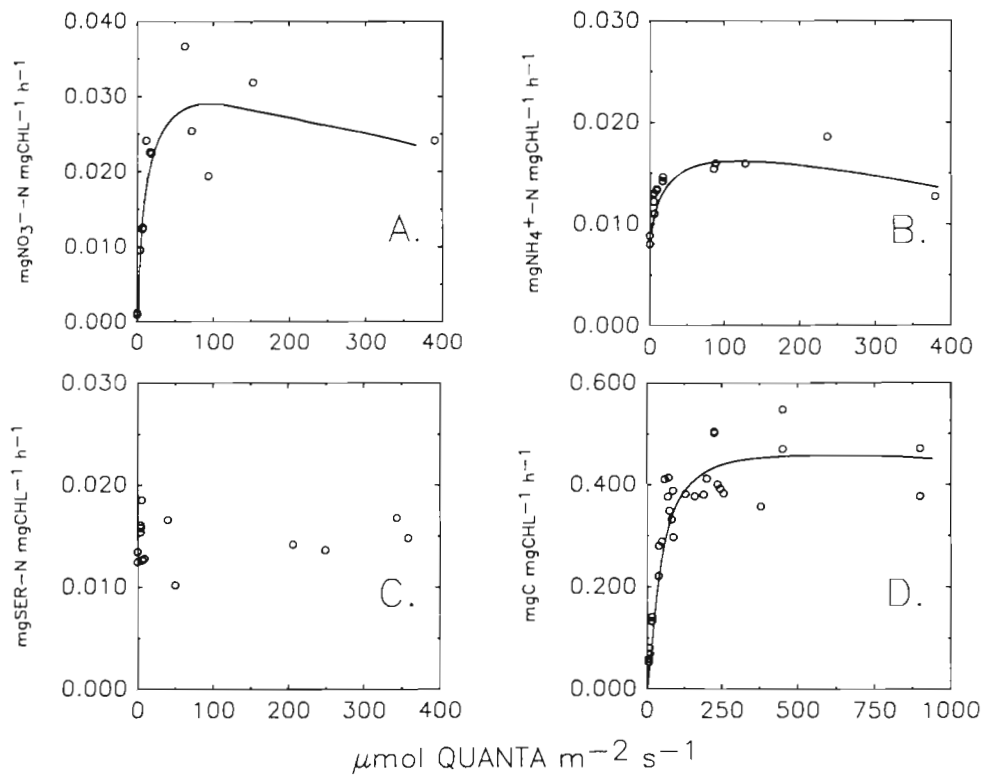 0.040
0.030
0.020
0.010
0.000
mgNO₃⁻–N mgCHL⁻¹ h⁻¹
A.
0 100 200 300 400
0.030
0.020
0.010
0.000
mgNH₄⁺–N mgCHL⁻¹ h⁻¹
B.
0 100 200 300 400
0.030
0.020
0.010
0.000
mgSER–N mgCHL⁻¹ h⁻¹
C.
0 100 200 300 400
0.600
0.400
0.200
0.000
mgC mgCHL⁻¹ h⁻¹
D.
0 250 500 750 1000
μmol QUANTA m⁻² s⁻¹